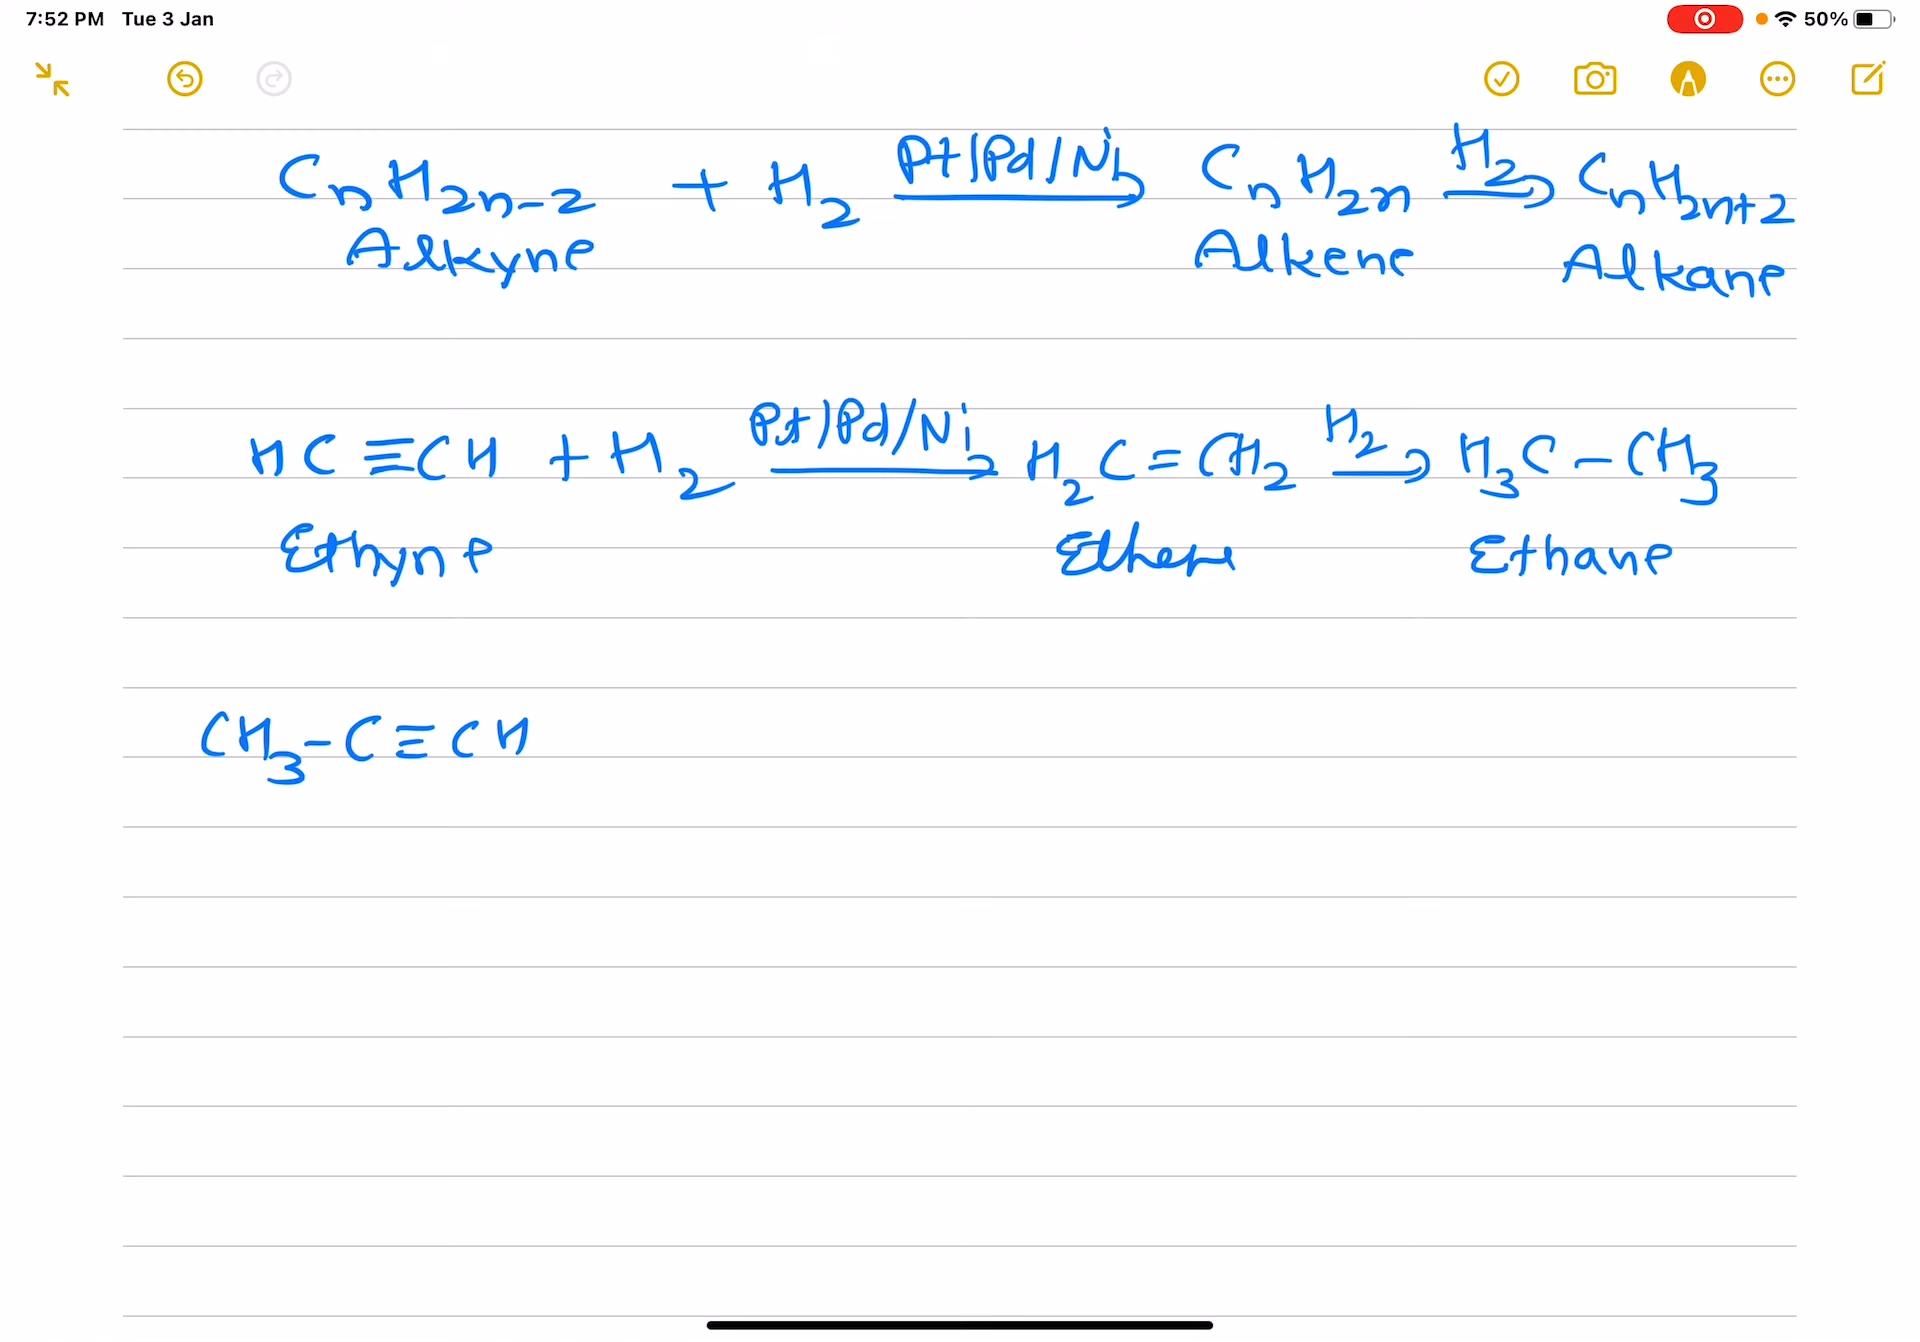 7:52 PM Tue 3 Jan 50%
CₙH₂ₙ₋₂ + H₂ Pt/Pd/Ni → CₙH₂ₙ H₂ → CₙH₂ₙ₊₂
Alkyne Alkene Alkane
HC≡CH + H₂ Pt/Pd/Ni → H₂C=CH₂ H₂ → H₃C-CH₃
Ethyne Ethene Ethane
CH₃-C≡CH